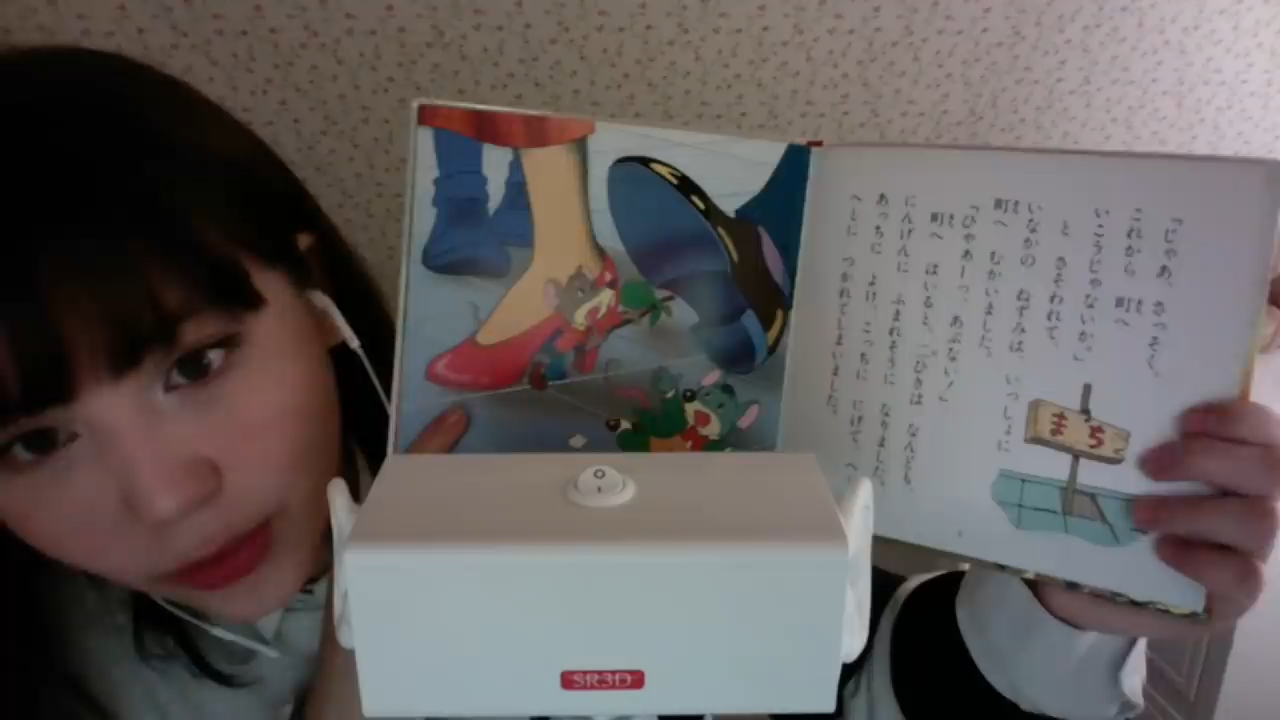 「じゃあ、さっそく、
これから 町へ
いこうじゃないか。」
と さそわれて、
いなかの ねずみは、いっしょに
町へ むかいました。
「ひゃあーっ、あぶない！」
町へ はいると、二ひきは なんども、
にんげんに ふまれそうに なりました。
あっちに よけ、こっちに にげて、へ
とへとに つかれてしまいました。
まち
SR3D